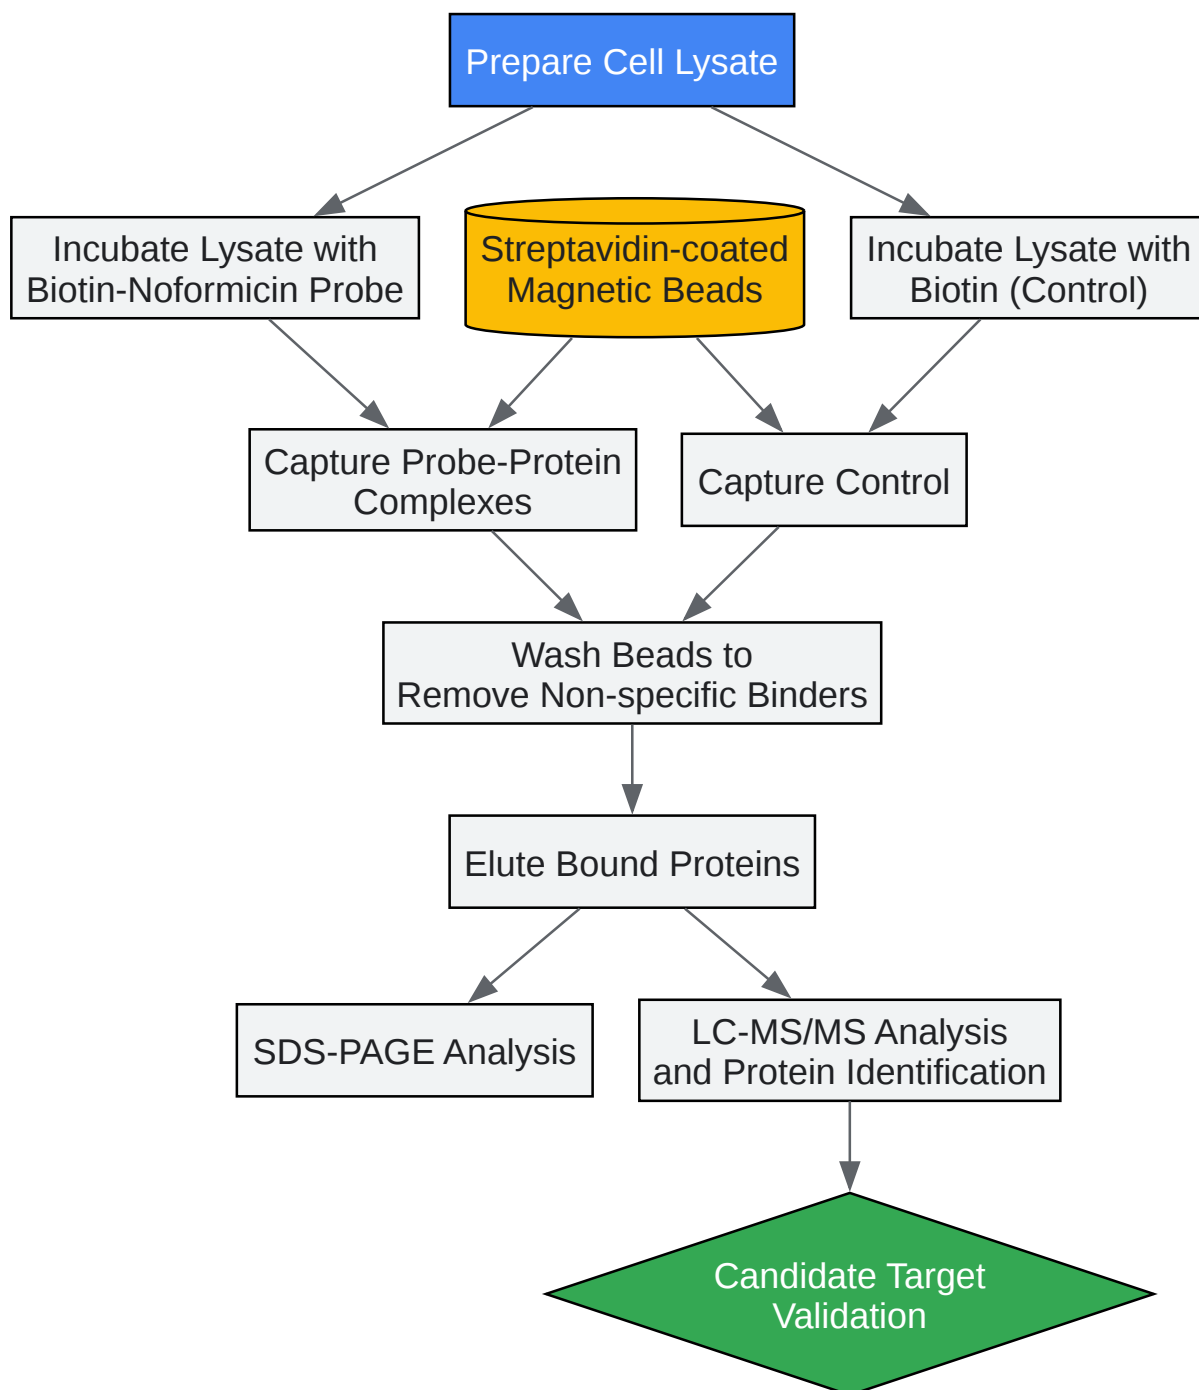 Prepare Cell Lysate
Incubate Lysate with
Biotin-Noformicin Probe
Streptavidin-coated
Magnetic Beads
Incubate Lysate with
Biotin (Control)
Capture Probe-Protein
Complexes
Capture Control
Wash Beads to
Remove Non-specific Binders
Elute Bound Proteins
SDS-PAGE Analysis
LC-MS/MS Analysis
and Protein Identification
Candidate Target
Validation